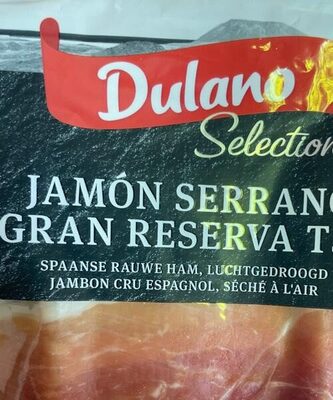 Dulano
Selection
JAMÓN SERRANO
GRAN RESERVA T
SPAANSE RAUWE HAM, LUCHTGEDROOGD
JAMBON CRU ESPAGNOL, SÉCHÉ À L'AIR